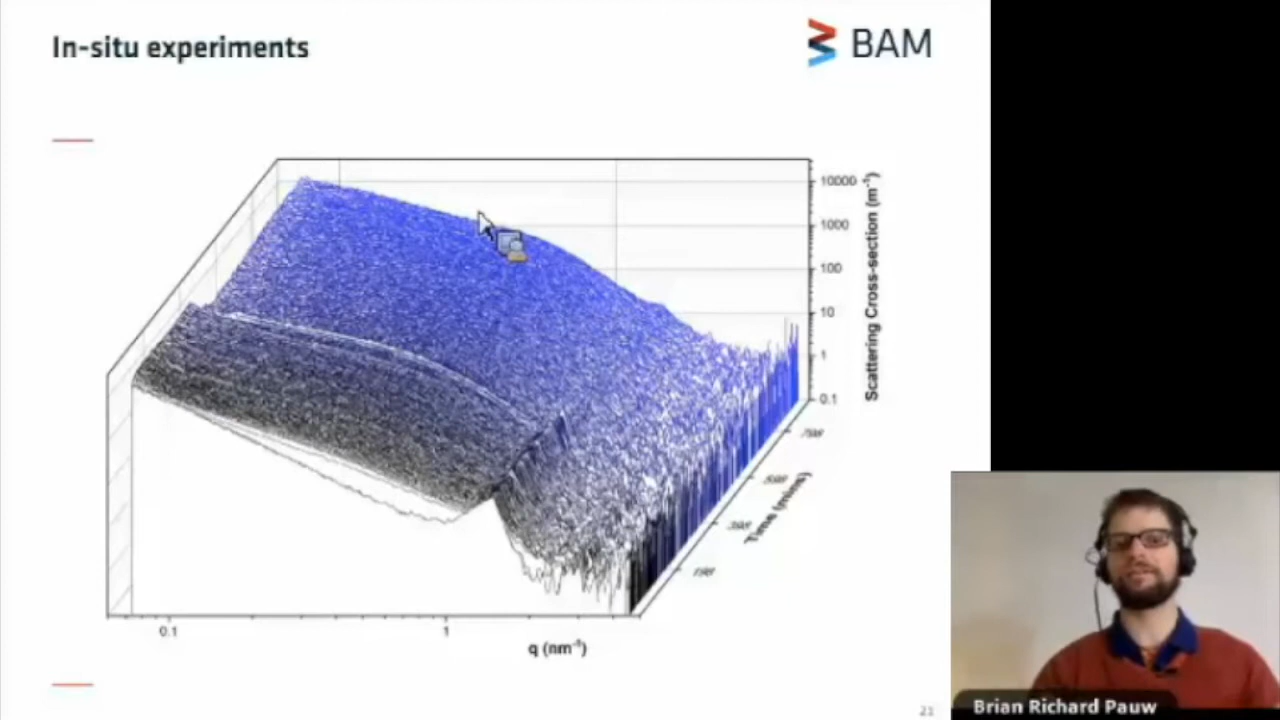 In-situ experiments
BAM
10000
1000
100
10
1
0.1
Scattering Cross-section (m⁻¹)
Time (mins)
0.1
1
q (nm⁻¹)
21
Brian Richard Pauw